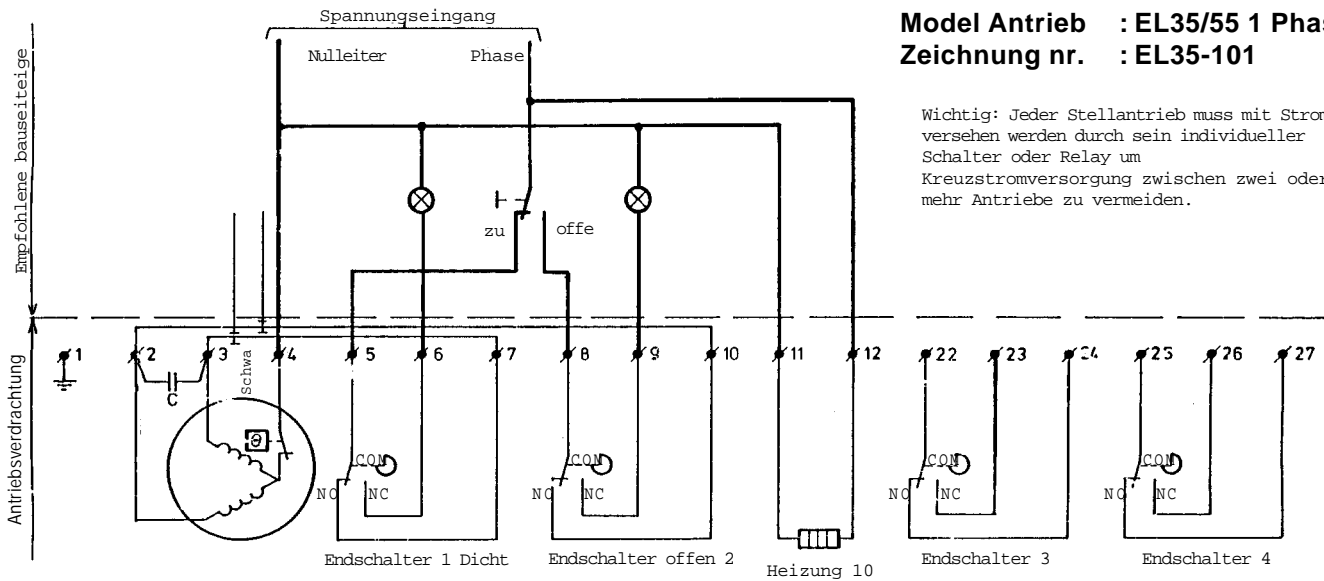 Spannungseingang
Nulleiter Phase
Model Antrieb : EL35/55 1 Phas
Zeichnung nr. : EL35-101
Wichtig: Jeder Stellantrieb muss mit Strom
versehen werden durch sein individueller
Schalter oder Relay um
Kreuzstromversorgung zwischen zwei oder
mehr Antriebe zu vermeiden.
Empfohlene bauseiteige
zu offe
Antriebsverdrachtung
1 2 3 4 5 6 7 8 9 10 11 12 22 23 24 25 26 27
Schwa
C
COM COM COM COM
NO NC NO NC NO NC NO NC
Endschalter 1 Dicht Endschalter offen 2 Heizung 10 Endschalter 3 Endschalter 4